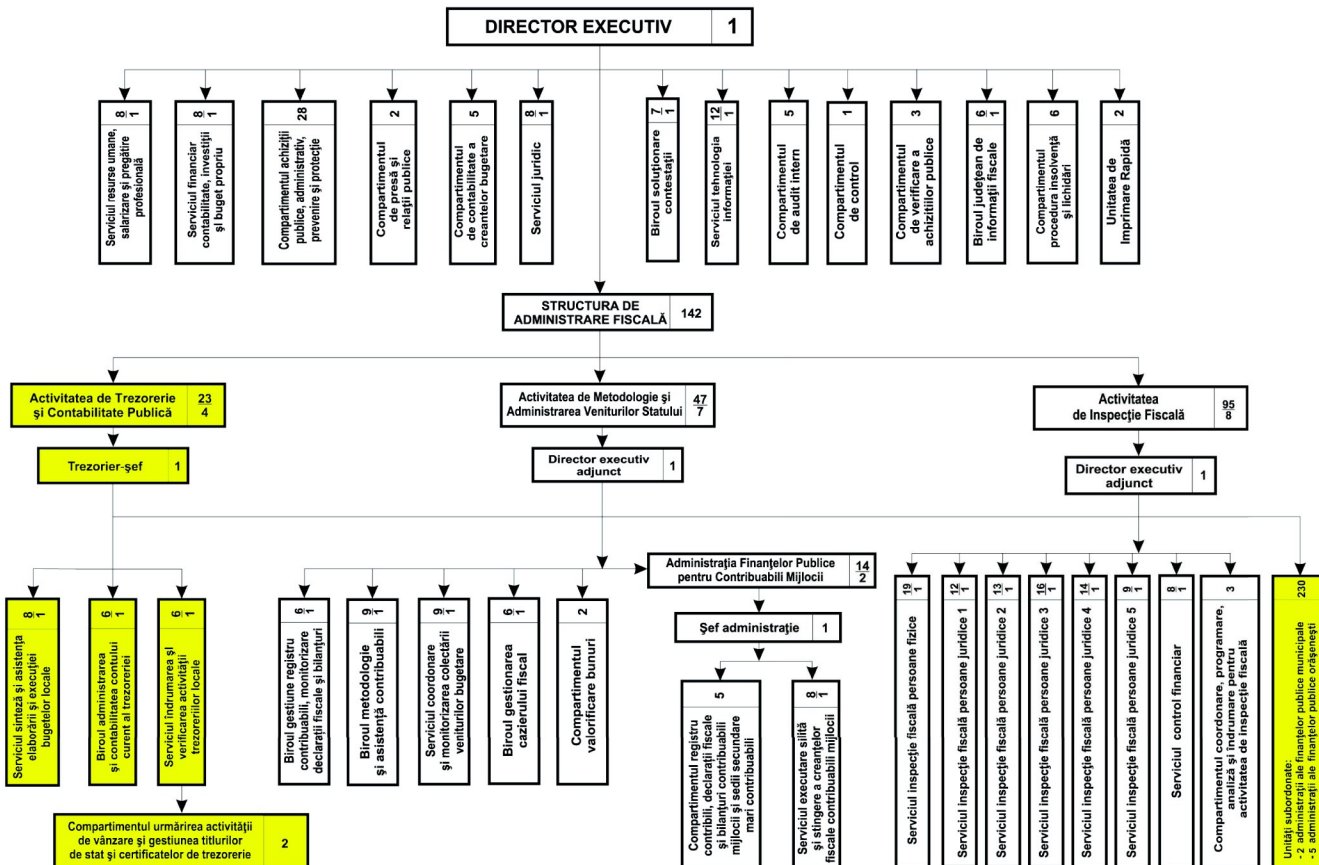 DIRECTOR EXECUTIV 1
8/1
Serviciul resurse umane,
salarizare şi pregătire
profesională
8/1
Serviciul financiar
contabilitate, investiţii
şi buget propriu
28
Compartimentul achiziţii
publice, administrativ,
prevenire şi protecţie
2
Compartimentul
de presă şi
relaţii publice
5
Compartimentul
de contabilitate a
creantelor bugetare
8/1
Serviciul juridic
7/1
Biroul soluţionare
contestaţii
12/1
Serviciul tehnologia
informaţiei
5
Compartimentul
de audit intern
1
Compartimentul
de control
3
Compartimentul
de verificare a
achizitiilor publice
6/1
Biroul judeţean de
informaţii fiscale
6
Compartimentul
procedura insolvenţă
şi lichidări
2
Unitatea de
Imprimare Rapidă
STRUCTURA DE
ADMINISTRARE FISCALĂ 142
Activitatea de Trezorerie
şi Contabilitate Publică 23/4
Activitatea de Metodologie şi
Administrarea Veniturilor Statului 47/7
Activitatea
de Inspecţie Fiscală 95/8
Trezorier-şef 1
Director executiv
adjunct 1
Director executiv
adjunct 1
8/1
Serviciul sinteză şi asistenţa
elaborării şi execuţiei
bugetelor locale
6/1
Biroul administrarea
şi contabilitatea contului
curent al trezoreriei
6/1
Serviciul îndrumarea şI
verificarea activităţii
trezoreriilor locale
Compartimentul urmărirea activităţii
de vânzare şi gestiunea titlurilor
de stat şi certificatelor de trezorerie 2
6/1
Biroul gestiune registru
contribuabili, monitorizare
declaraţii fiscale şi bilanţuri
9/1
Biroul metodologie
şi asistenţă contribuabili
9/1
Serviciul coordonare
şi monitorizarea colectării
veniturilor bugetare
6/1
Biroul gestionarea
cazierului fiscal
2
Compartimentul
valorificare bunuri
Administraţia Finanţelor Publice
pentru Contribuabili Mijlocii 14/2
Şef administraţie 1
5
Compartimentul registru
contribili, declaraţii fiscale
şi bilanţuri contribuabili
mijlocii şi sedii secundare
mari contribuabili
8/1
Serviciul executare silită
şi stingere a creanţelor
fiscale contribuabili mijlocii
19/1
Serviciul inspecţie fiscală persoane fizice
12/1
Serviciul inspecţie fiscală persoane juridice 1
13/1
Serviciul inspecţie fiscală persoane juridice 2
16/1
Serviciul inspecţie fiscală persoane juridice 3
14/1
Serviciul inspecţie fiscală persoane juridice 4
9/1
Serviciul inspecţie fiscală persoane juridice 5
8/1
Serviciul control financiar
3
Compartimentul coordonare, programare,
analiză şi îndrumare pentru
activitatea de inspecţie fiscală
230
Unităţi subordonate:
- 2 administraţii ale finanţelor publice municipale
- 5 administraţii ale finanţelor publice orăşeneşti